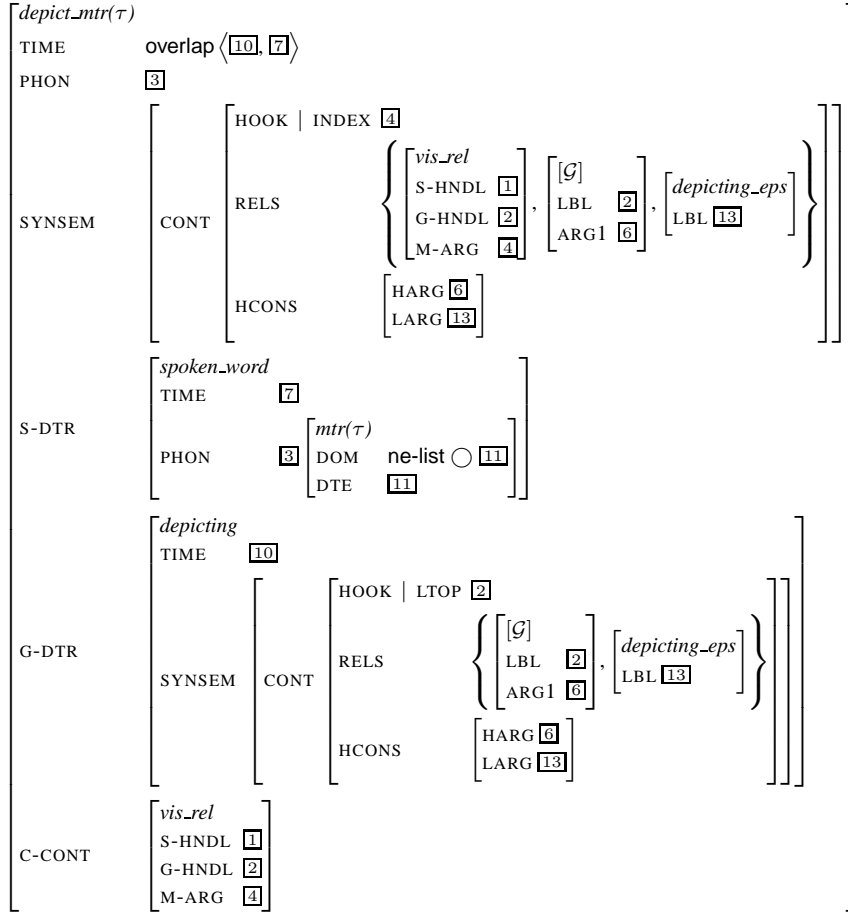 depict_mtr(τ)
TIME overlap ⟨10, 7⟩
PHON 3
SYNSEM
CONT
HOOK | INDEX 4
RELS
vis_rel
S-HNDL 1
G-HNDL 2
M-ARG 4
,
[𝒢]
LBL 2
ARG1 6
,
depicting_eps
LBL 13
HCONS
HARG 6
LARG 13
S-DTR
spoken_word
TIME 7
PHON 3
mtr(τ)
DOM ne-list ○ 11
DTE 11
G-DTR
depicting
TIME 10
SYNSEM
CONT
HOOK | LTOP 2
RELS
[𝒢]
LBL 2
ARG1 6
,
depicting_eps
LBL 13
HCONS
HARG 6
LARG 13
C-CONT
vis_rel
S-HNDL 1
G-HNDL 2
M-ARG 4